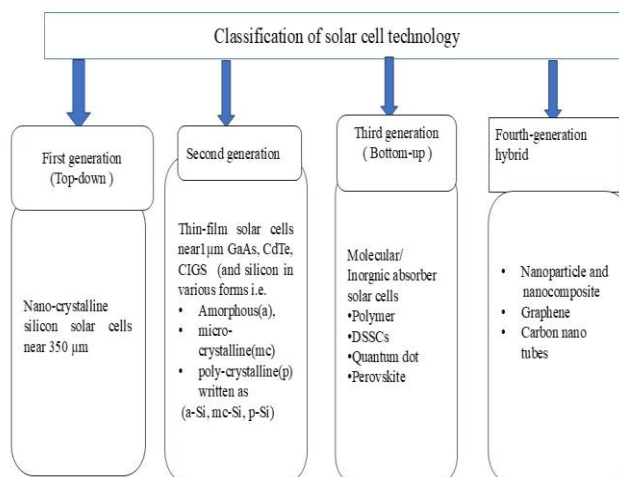 Classification of solar cell technology
First generation
(Top-down )
Nano-crystalline
silicon solar cells
near 350 µm
Second generation
Thin-film solar cells
near1µm GaAs, CdTe,
CIGS (and silicon in
various forms i.e.
• Amorphous(a),
• micro-
crystalline(mc)
• poly-crystalline(p)
written as
(a-Si, mc-Si, p-Si)
Third generation
( Bottom-up )
Molecular/
Inorgnic absorber
solar cells
•Polymer
•DSSCs
•Quantum dot
•Perovskite
Fourth-generation
hybrid
• Nanoparticle and
nanocomposite
• Graphene
• Carbon nano
tubes